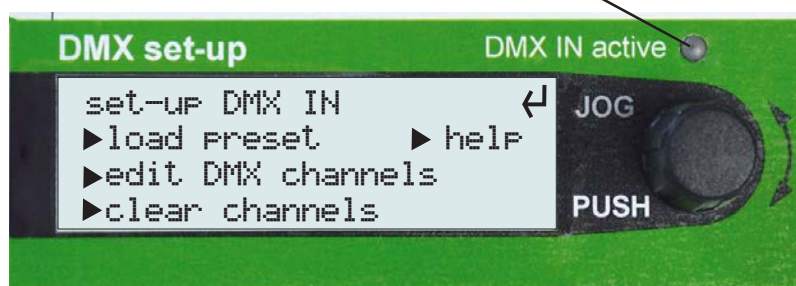 DMX set-up DMX IN active
set-up DMX IN ↵
▶load preset ▶ help
▶edit DMX channels
▶clear channels
JOG
PUSH